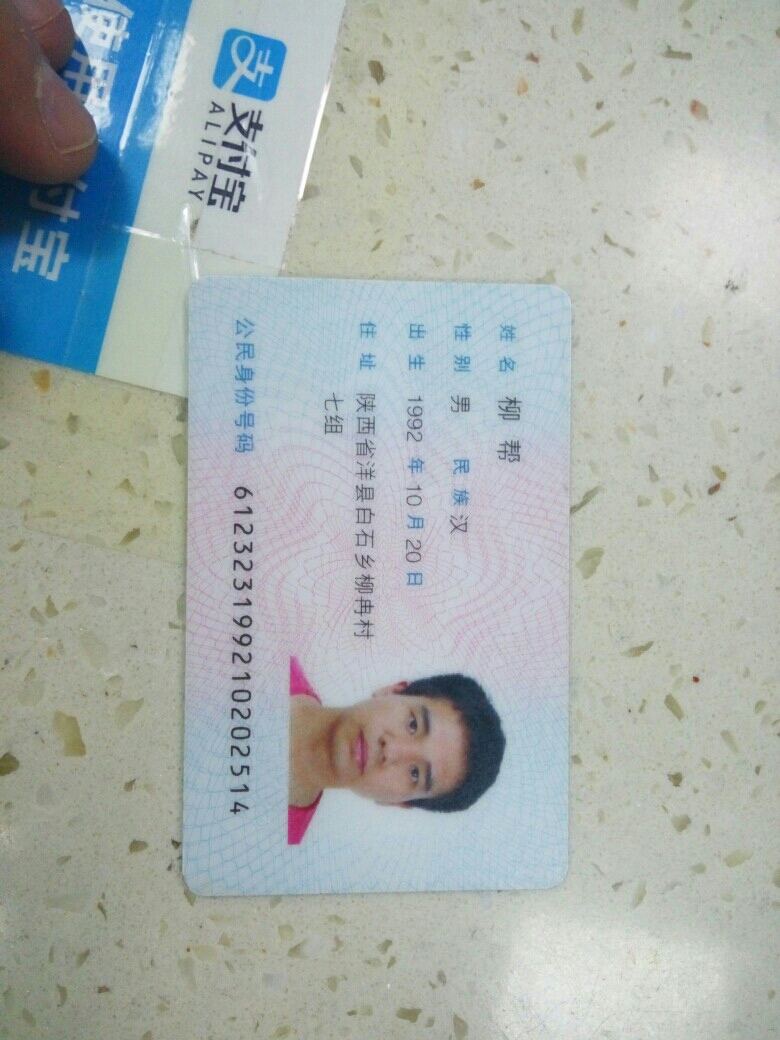 支付宝
ALIPAY
付宝
姓名 柳帮
性别 男 民族 汉
出生 1992 年 10 月 20 日
住址 陕西省洋县白石乡柳冉村
七组
公民身份号码 612323199210202514